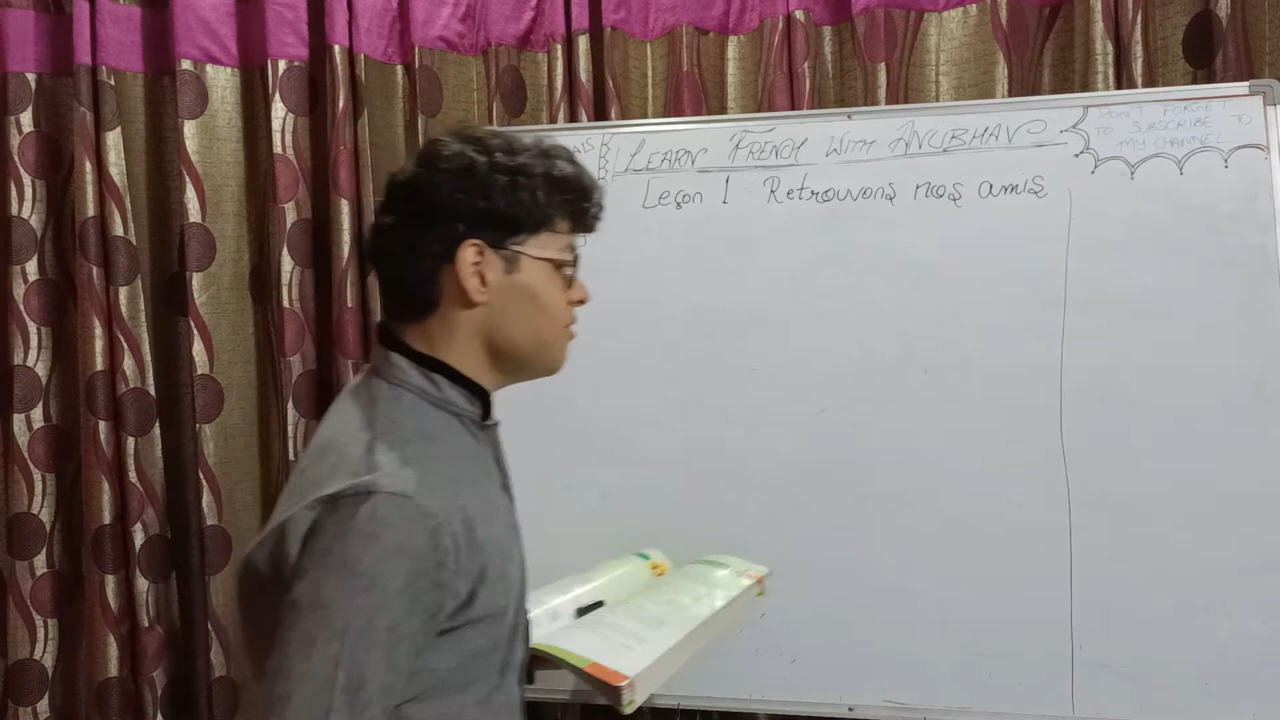 LEARN FRENCH WITH ANUBHAV
Leçon 1 : Retrouvons nos amis
DON'T FORGET
TO SUBSCRIBE TO
MY CHANNEL